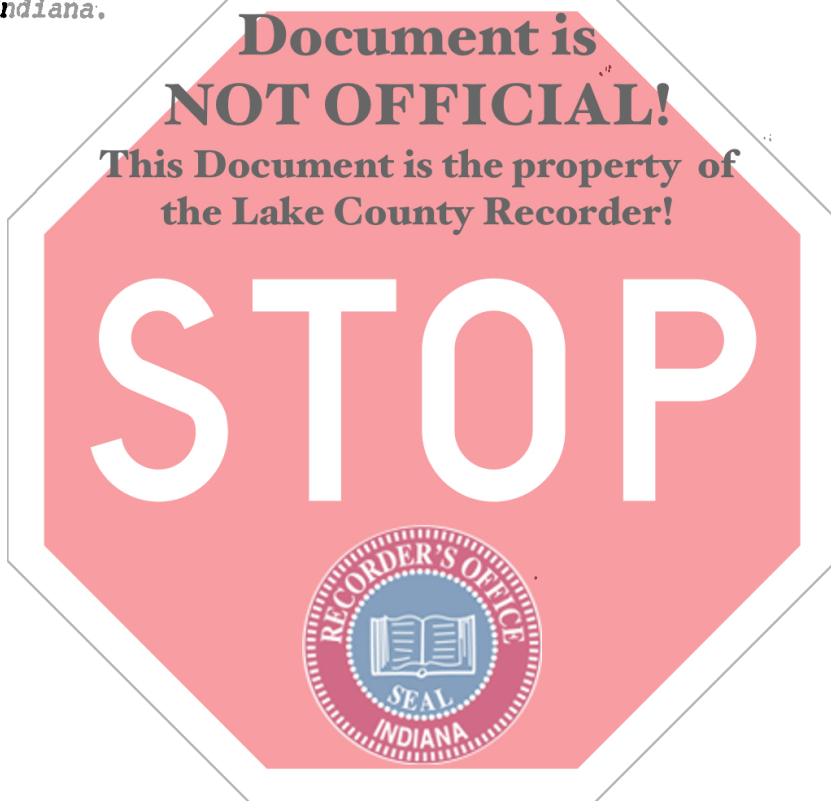 ndiana.
Document is
NOT OFFICIAL!
This Document is the property of
the Lake County Recorder!
STOP
RECORDER'S OFFICE
SEAL
INDIANA